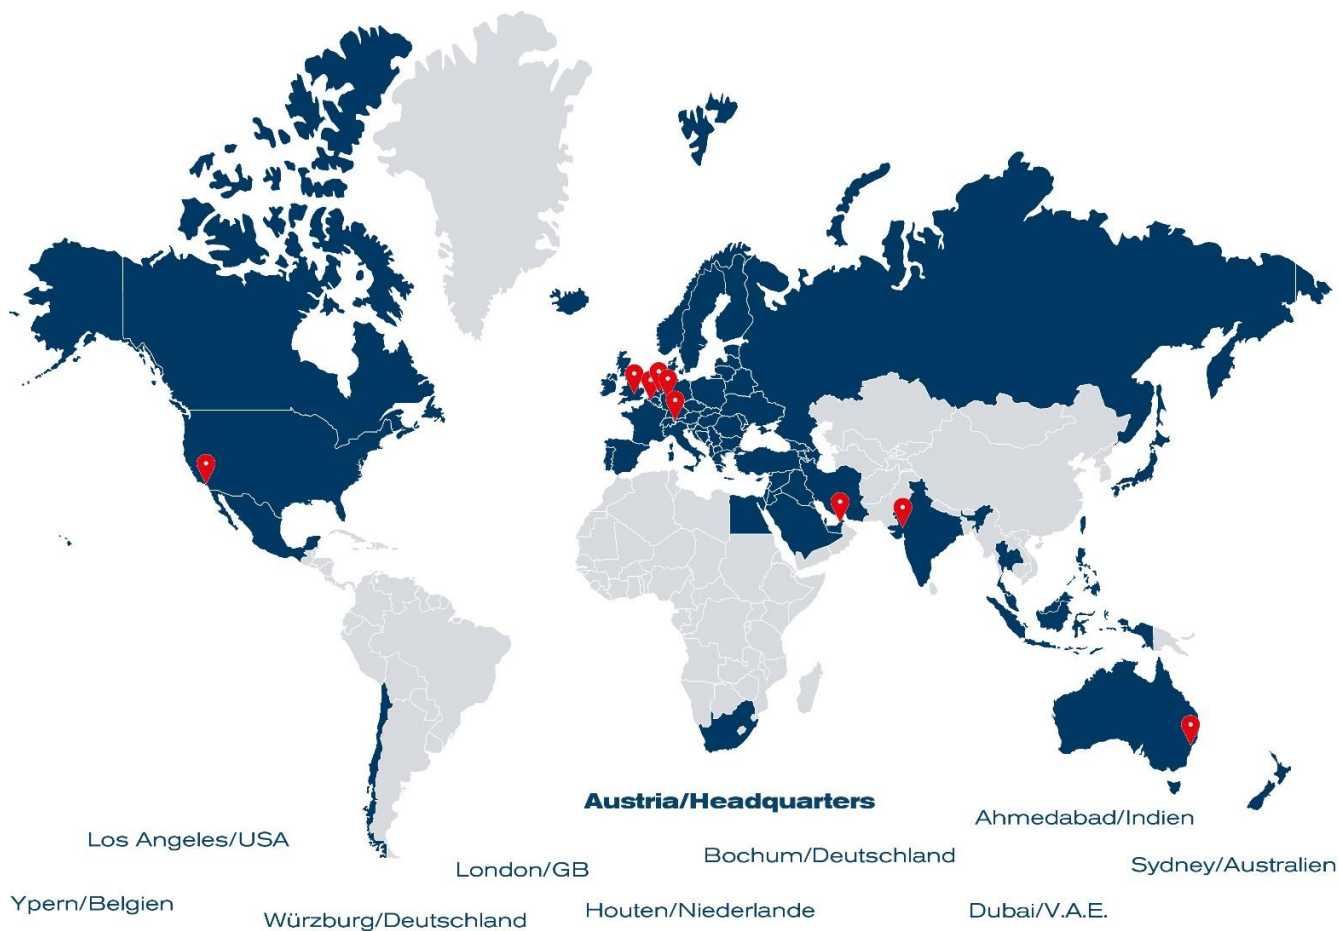 Austria/Headquarters
Ahmedabad/Indien
Los Angeles/USA
Bochum/Deutschland
London/GB
Sydney/Australien
Ypern/Belgien
Würzburg/Deutschland
Houten/Niederlande
Dubai/V.A.E.